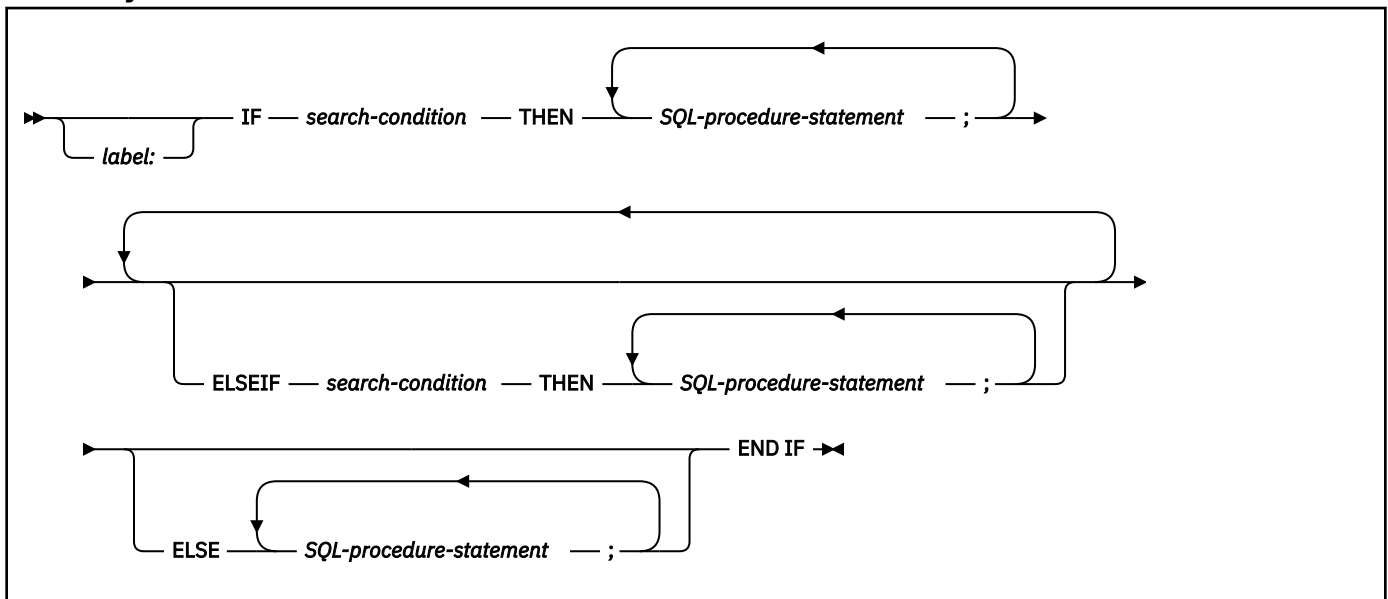 IF search-condition THEN SQL-procedure-statement ;
label:
ELSEIF search-condition THEN SQL-procedure-statement ;
END IF
ELSE SQL-procedure-statement ;